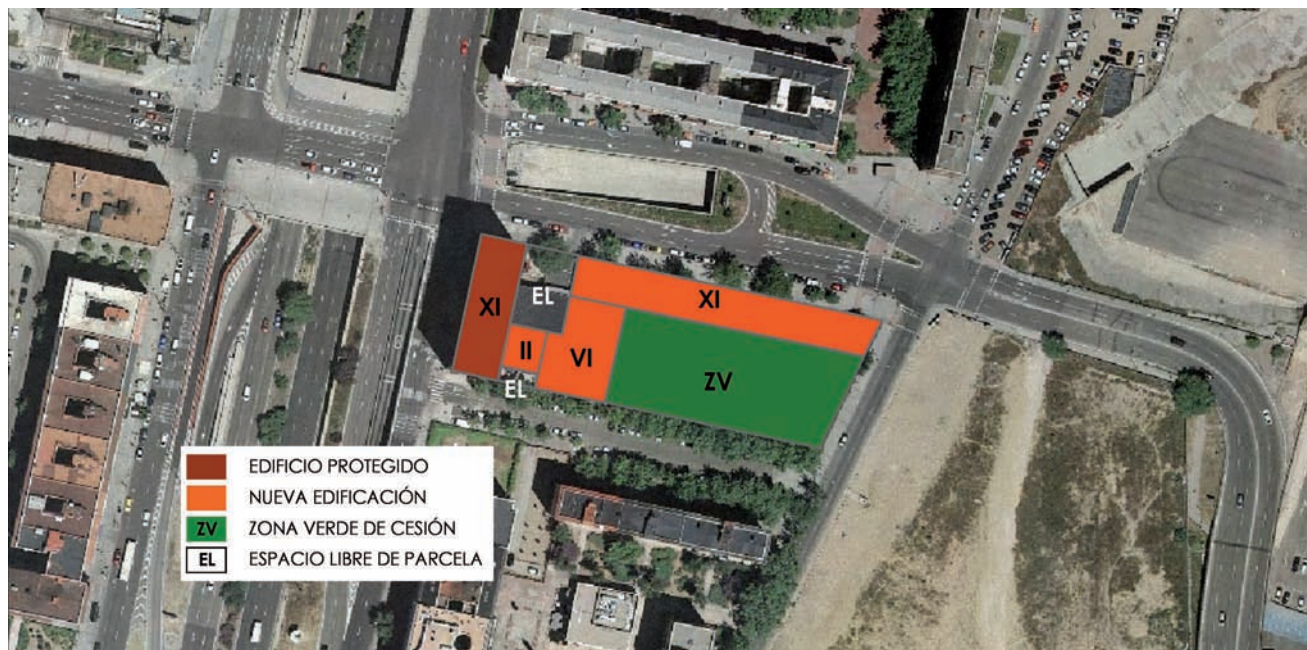 XI
EL
XI
II
VI
EL
ZV
EDIFICIO PROTEGIDO
NUEVA EDIFICACIÓN
ZV ZONA VERDE DE CESIÓN
EL ESPACIO LIBRE DE PARCELA